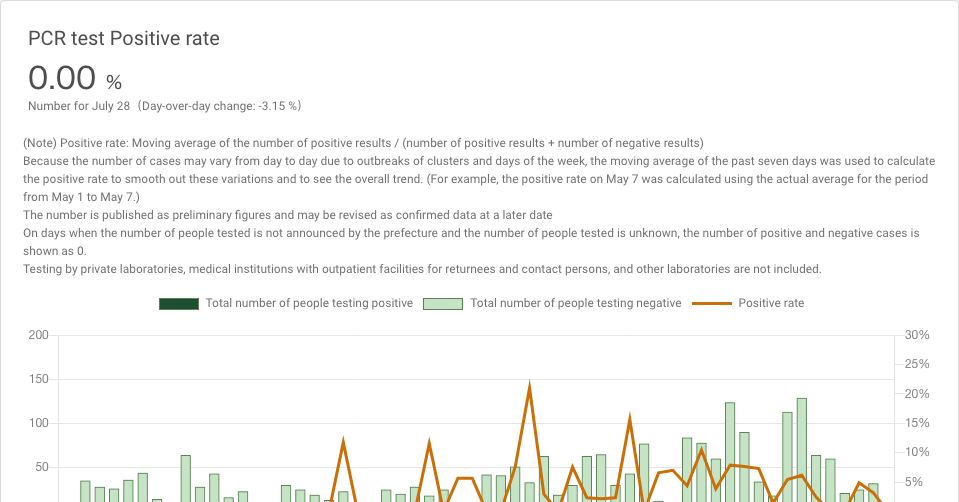 PCR test Positive rate
0.00 %
Number for July 28（Day-over-day change: -3.15 %）
(Note) Positive rate: Moving average of the number of positive results / (number of positive results + number of negative results)
Because the number of cases may vary from day to day due to outbreaks of clusters and days of the week, the moving average of the past seven days was used to calculate
the positive rate to smooth out these variations and to see the overall trend. (For example, the positive rate on May 7 was calculated using the actual average for the period
from May 1 to May 7.)
The number is published as preliminary figures and may be revised as confirmed data at a later date
On days when the number of people tested is not announced by the prefecture and the number of people tested is unknown, the number of positive and negative cases is
shown as 0.
Testing by private laboratories, medical institutions with outpatient facilities for returnees and contact persons, and other laboratories are not included.
Total number of people testing positive Total number of people testing negative Positive rate
200 30%
25%
150
20%
100 15%
50 10%
5%